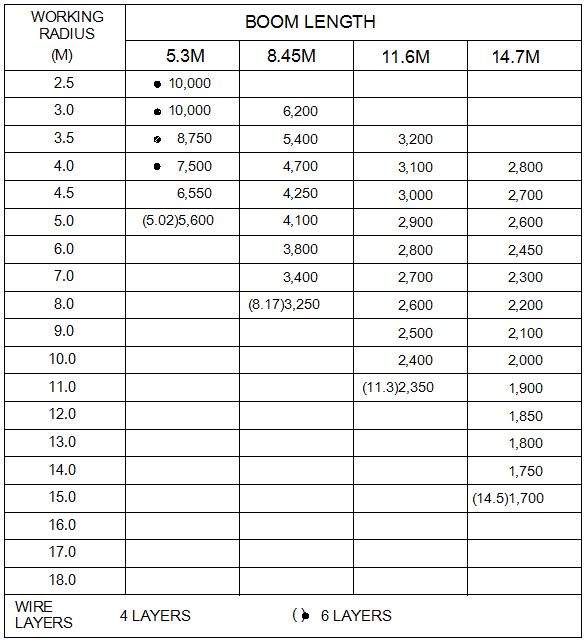 WORKING RADIUS (M) BOOM LENGTH
5.3M 8.45M 11.6M 14.7M
2.5 ● 10,000
3.0 ● 10,000 6,200
3.5 ● 8,750 5,400 3,200
4.0 ● 7,500 4,700 3,100 2,800
4.5 6,550 4,250 3,000 2,700
5.0 (5.02)5,600 4,100 2,900 2,600
6.0 3,800 2,800 2,450
7.0 3,400 2,700 2,300
8.0 (8.17)3,250 2,600 2,200
9.0 2,500 2,100
10.0 2,400 2,000
11.0 (11.3)2,350 1,900
12.0 1,850
13.0 1,800
14.0 1,750
15.0 (14.5)1,700
16.0
17.0
18.0
WIRE LAYERS 4 LAYERS ( )● 6 LAYERS